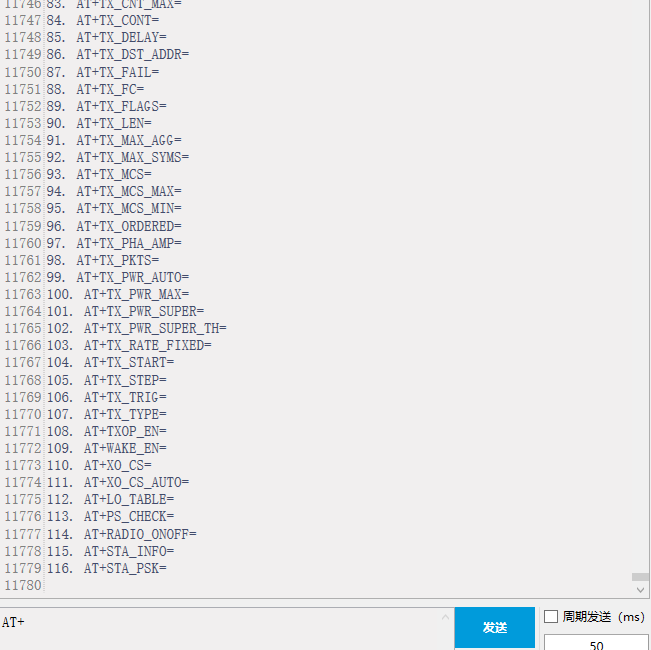 11746 83. AT+TX_CNT_MAX=
11747 84. AT+TX_CONT=
11748 85. AT+TX_DELAY=
11749 86. AT+TX_DST_ADDR=
11750 87. AT+TX_FAIL=
11751 88. AT+TX_FC=
11752 89. AT+TX_FLAGS=
11753 90. AT+TX_LEN=
11754 91. AT+TX_MAX_AGG=
11755 92. AT+TX_MAX_SYMS=
11756 93. AT+TX_MCS=
11757 94. AT+TX_MCS_MAX=
11758 95. AT+TX_MCS_MIN=
11759 96. AT+TX_ORDERED=
11760 97. AT+TX_PHA_AMP=
11761 98. AT+TX_PKTS=
11762 99. AT+TX_PWR_AUTO=
11763 100. AT+TX_PWR_MAX=
11764 101. AT+TX_PWR_SUPER=
11765 102. AT+TX_PWR_SUPER_TH=
11766 103. AT+TX_RATE_FIXED=
11767 104. AT+TX_START=
11768 105. AT+TX_STEP=
11769 106. AT+TX_TRIG=
11770 107. AT+TX_TYPE=
11771 108. AT+TXOP_EN=
11772 109. AT+WAKE_EN=
11773 110. AT+XO_CS=
11774 111. AT+XO_CS_AUTO=
11775 112. AT+LO_TABLE=
11776 113. AT+PS_CHECK=
11777 114. AT+RADIO_ONOFF=
11778 115. AT+STA_INFO=
11779 116. AT+STA_PSK=
11780
AT+
发送
周期发送（ms）
50